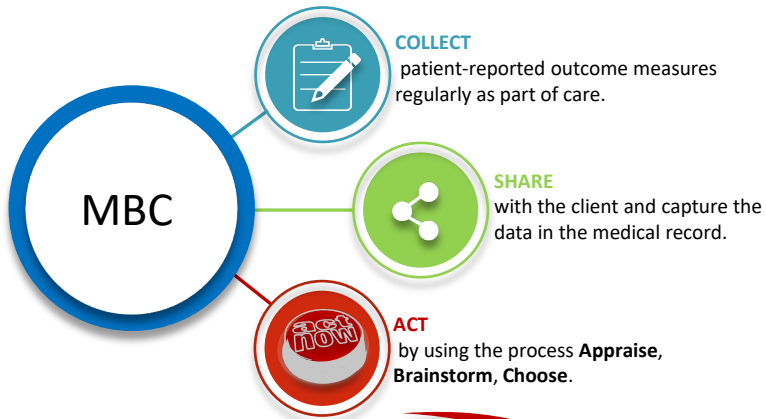 MBC
COLLECT
patient-reported outcome measures
regularly as part of care.
SHARE
with the client and capture the
data in the medical record.
act
now
ACT
by using the process Appraise,
Brainstorm, Choose.